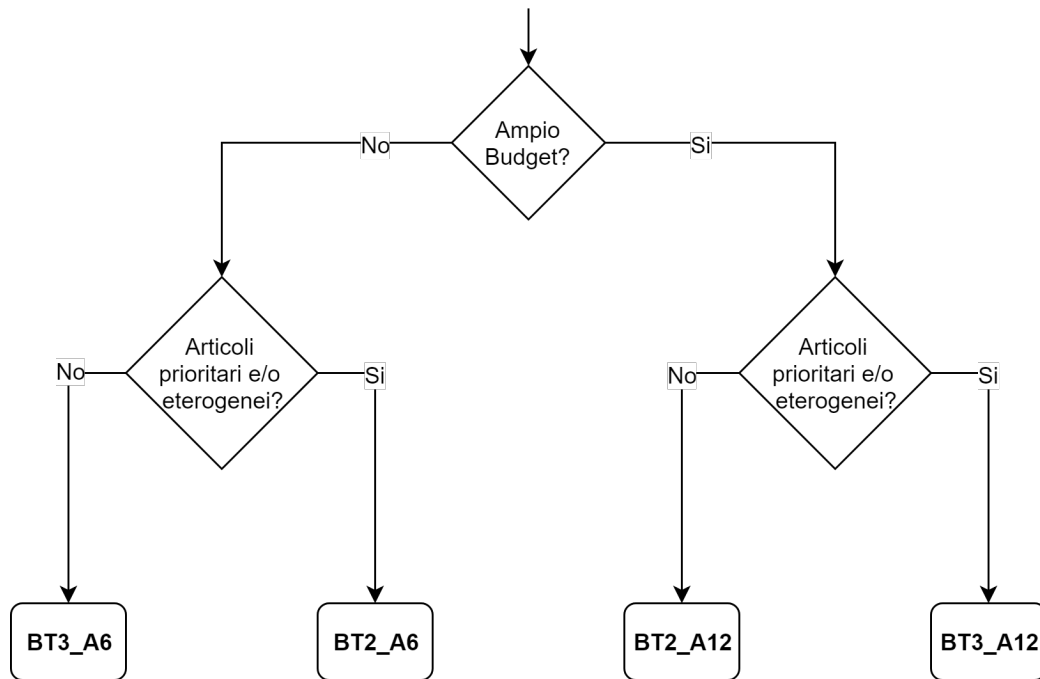 Ampio
Budget?
No
Si
Articoli
prioritari e/o
eterogenei?
No
Si
Articoli
prioritari e/o
eterogenei?
No
Si
BT3_A6
BT2_A6
BT2_A12
BT3_A12